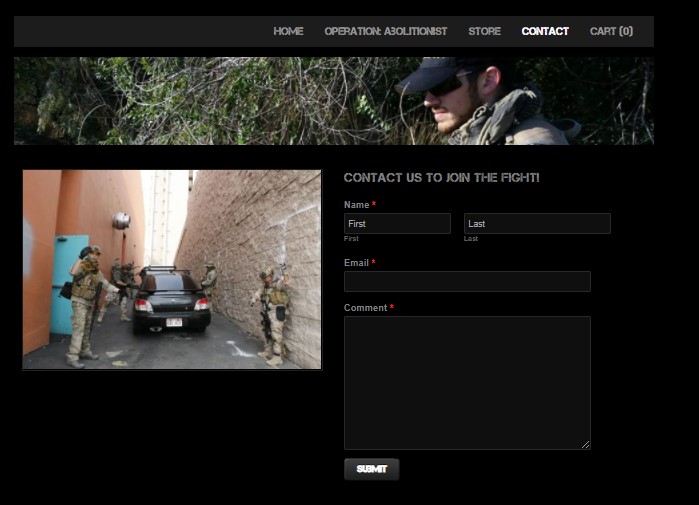 HOME OPERATION: ABOLITIONIST STORE CONTACT CART (0)
CONTACT US TO JOIN THE FIGHT!
Name *
First Last
First Last
Email *
Comment *
SUBMIT